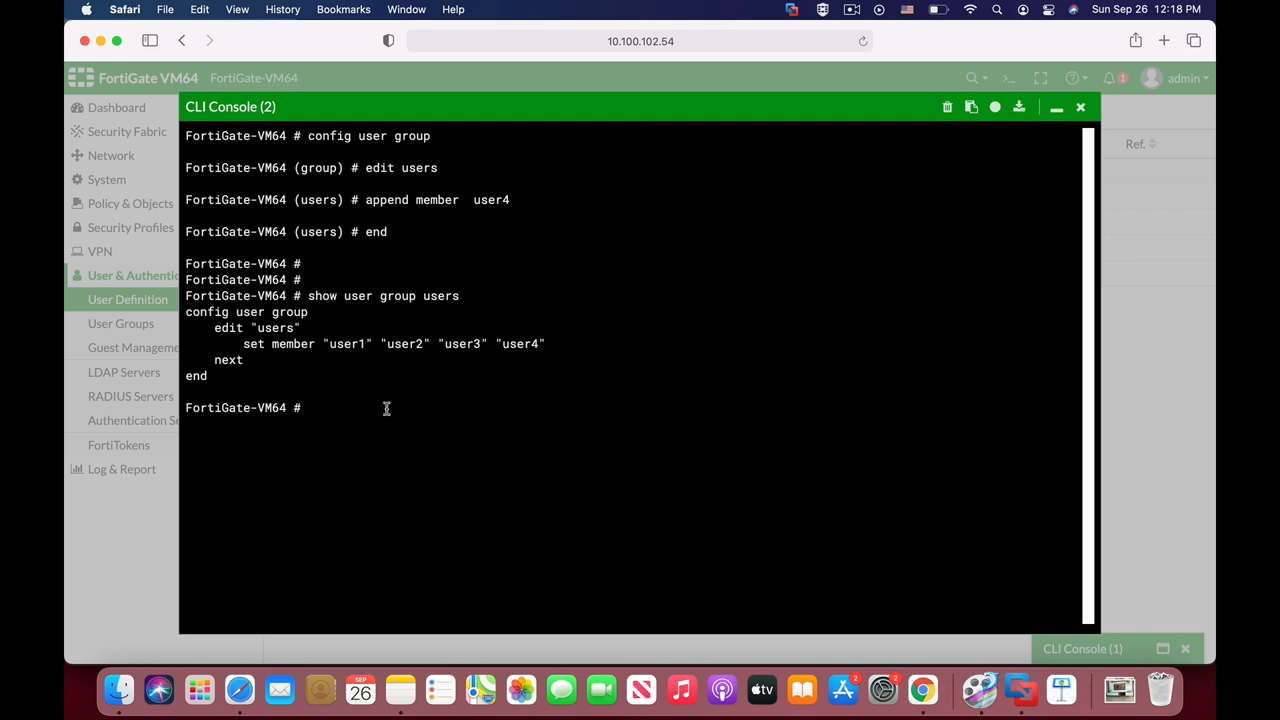 Safari File Edit View History Bookmarks Window Help Sun Sep 26 12:18 PM
10.100.102.54
FortiGate VM64 FortiGate-VM64 1 admin
Dashboard
Security Fabric
Network
System
Policy & Objects
Security Profiles
VPN
User & Authentic
User Definition
User Groups
Guest Manageme
LDAP Servers
RADIUS Servers
Authentication Se
FortiTokens
Log & Report
CLI Console (2)
FortiGate-VM64 # config user group
FortiGate-VM64 (group) # edit users
FortiGate-VM64 (users) # append member  user4
FortiGate-VM64 (users) # end
FortiGate-VM64 #
FortiGate-VM64 #
FortiGate-VM64 # show user group users
config user group
    edit "users"
        set member "user1" "user2" "user3" "user4"
    next
end
FortiGate-VM64 #
Ref.
CLI Console (1)
SEP
26
tv
2
2